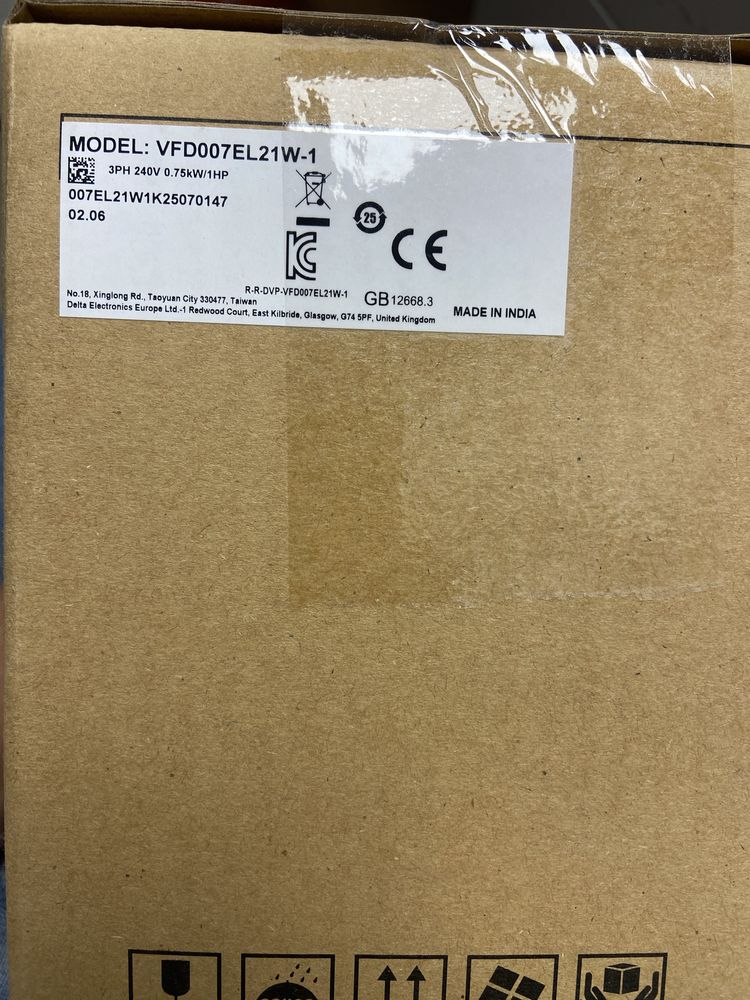 MODEL: VFD007EL21W-1
3PH 240V 0.75kW/1HP
007EL21W1K25070147
02.06
25
CE
R-R-DVP-VFD007EL21W-1
GB12668.3
No.18, Xinglong Rd., Taoyuan City 330477, Taiwan
Delta Electronics Europe Ltd.-1 Redwood Court, East Kilbride, Glasgow, G74 5PF, United Kingdom
MADE IN INDIA